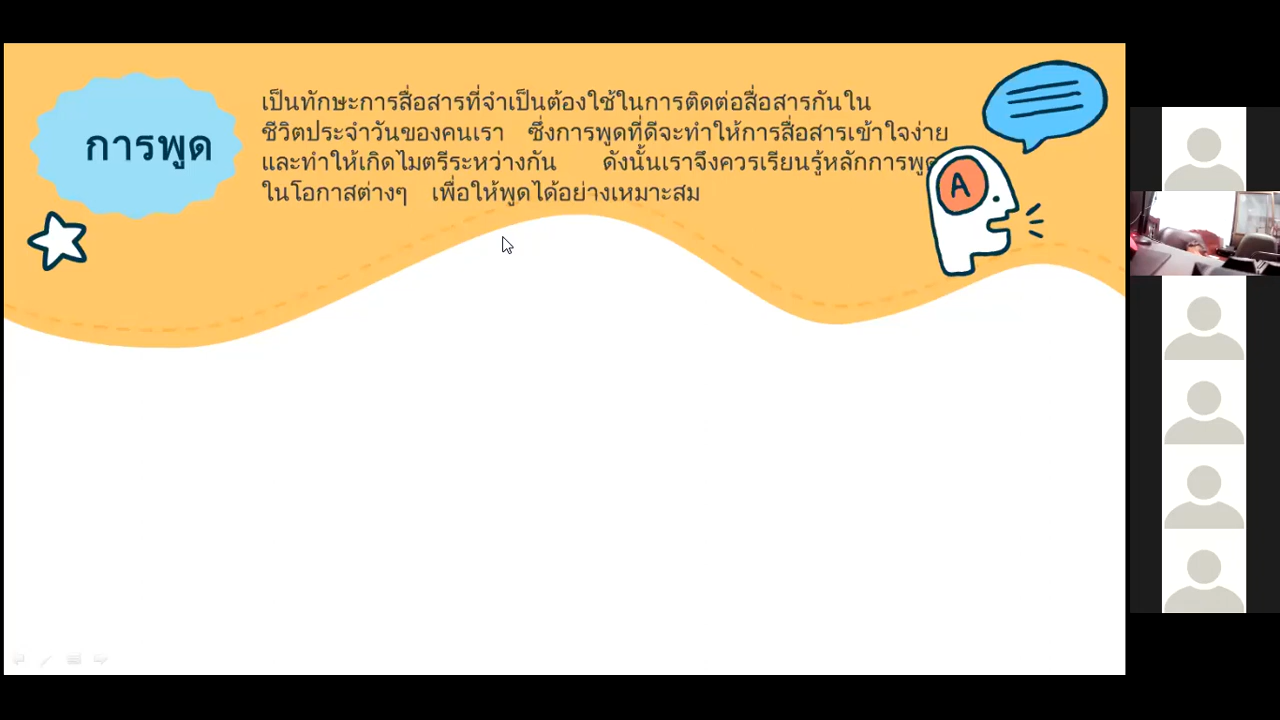 การพูด
เป็นทักษะการสื่อสารที่จำเป็นต้องใช้ในการติดต่อสื่อสารกันใน
ชีวิตประจำวันของคนเรา ซึ่งการพูดที่ดีจะทำให้การสื่อสารเข้าใจง่าย
และทำให้เกิดไมตรีระหว่างกัน ดังนั้นเราจึงควรเรียนรู้หลักการพูด
ในโอกาสต่างๆ เพื่อให้พูดได้อย่างเหมาะสม
A